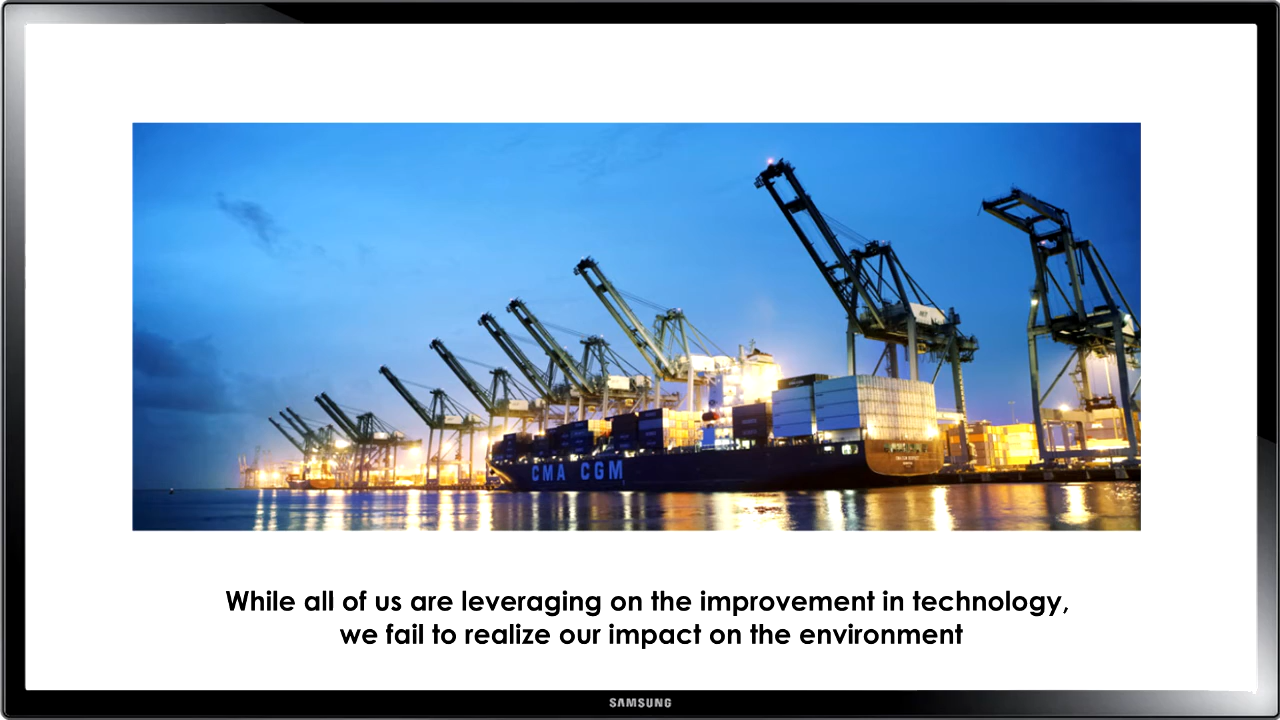 CMA CGM
While all of us are leveraging on the improvement in technology,
we fail to realize our impact on the environment
SAMSUNG